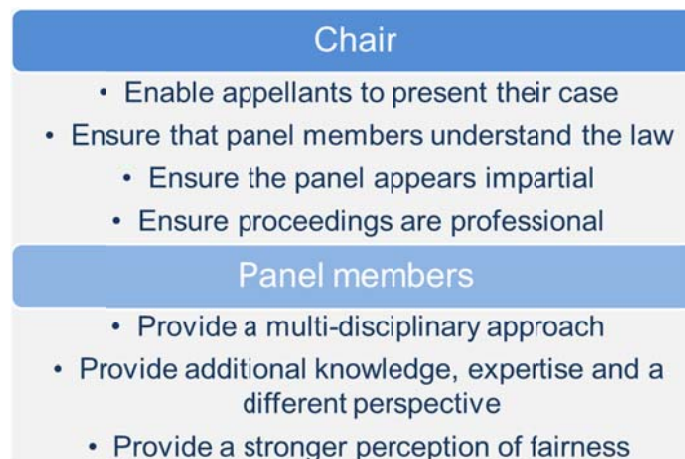 Chair
• Enable appellants to present their case
• Ensure that panel members understand the law
• Ensure the panel appears impartial
• Ensure proceedings are professional
Panel members
• Provide a multi-disciplinary approach
• Provide additional knowledge, expertise and a
different perspective
• Provide a stronger perception of fairness